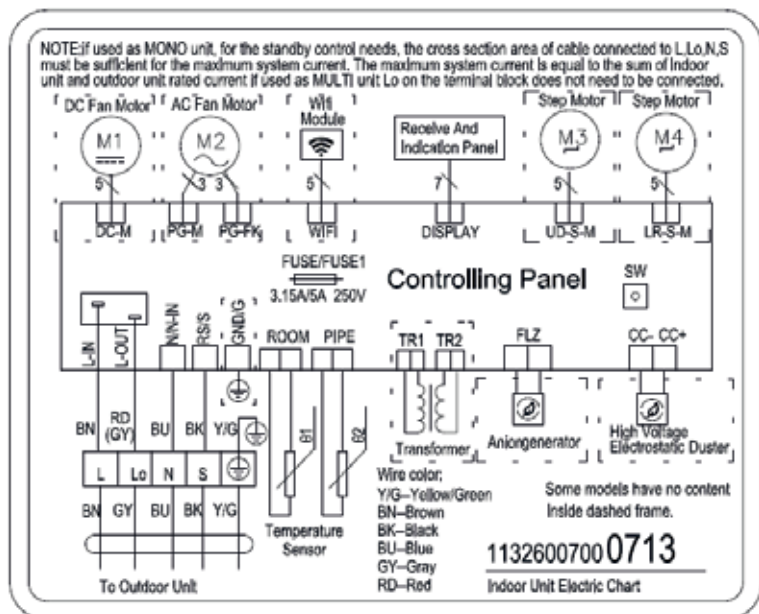 NOTE:if used as MONO unit, for the standby control needs, the cross section area of cable connected to L,Lo,N,S
must be sufficient for the maximum system current. The maximum system current is equal to the sum of Indoor
unit and outdoor unit rated current if used as MULTI unit Lo on the terminal block does not need to be connected.
DC Fan Motor AC Fan Motor Wifi Module Step Motor Step Motor
M1 M2 Receive And Indication Panel M3 M4
5 3 3 5 7 5 5
DC-M PG-M PG-FK WIFI DISPLAY UD-S-M LR-S-M
FUSE/FUSE1
3.15A/5A 250V
Controlling Panel
SW
L-IN L-OUT N/N-IN RS/S GND/G ROOM PIPE TR1 TR2 FLZ CC- CC+
BN RD (GY) BU BK Y/G θ1 θ2
Transformer Aniongenerator High Voltage
Electrostatic Duster
L Lo N S
BN GY BU BK Y/G
Temperature
Sensor
To Outdoor Unit
Wire color:
Y/G–Yellow/Green
BN–Brown
BK–Black
BU–Blue
GY–Gray
RD–Red
Some models have no content
Inside dashed frame.
1132600700 0713
Indoor Unit Electric Chart